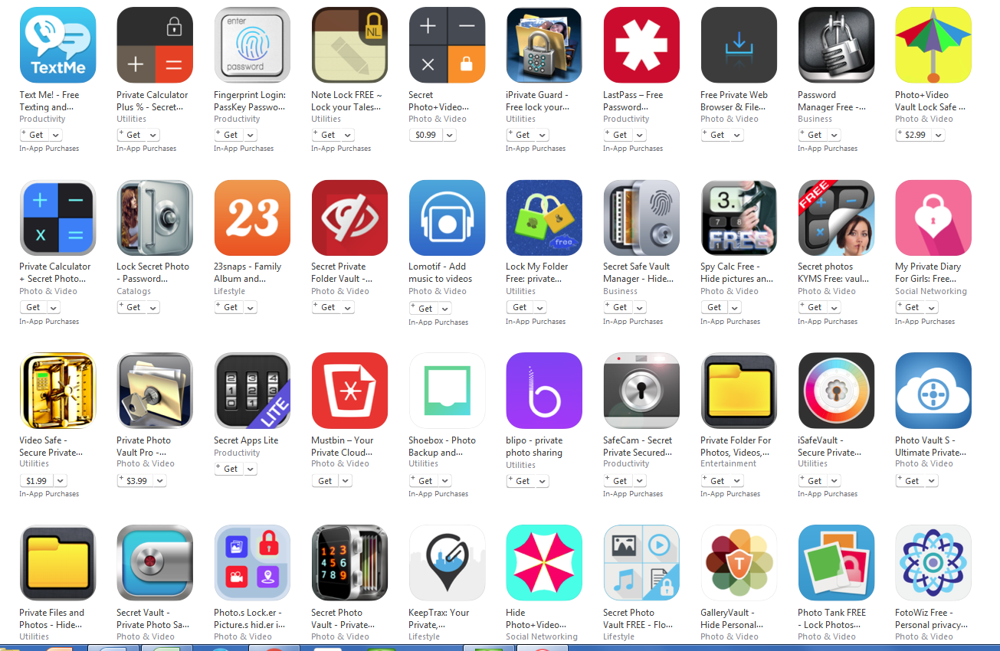 TextMe
Text Me! - Free
Texting and...
Productivity
+ Get
In-App Purchases
Private Calculator
Plus % - Secret...
Utilities
+ Get
In-App Purchases
enter
password
Fingerprint Login:
PassKey Passwo...
Productivity
+ Get
In-App Purchases
NL
Note Lock FREE ~
Lock your Tales...
Utilities
+ Get
In-App Purchases
Secret
Photo+Video...
Photo & Video
$0.99
iPrivate Guard -
Free lock your...
Utilities
+ Get
In-App Purchases
LastPass – Free
Password...
Productivity
+ Get
In-App Purchases
Free Private Web
Browser & File...
Photo & Video
+ Get
Password
Manager Free -...
Business
+ Get
In-App Purchases
Photo+Video
Vault Lock Safe ...
Photo & Video
+ $2.99
Private Calculator
+ Secret Photo...
Photo & Video
Get
In-App Purchases
Lock Secret Photo
- Password...
Catalogs
+ Get
23
23snaps - Family
Album and...
Lifestyle
+ Get
In-App Purchases
Secret Private
Folder Vault -...
Photo & Video
+ Get
Lomotif - Add
music to videos
Photo & Video
+ Get
In-App Purchases
free
Lock My Folder
Free: private...
Utilities
Get
In-App Purchases
Secret Safe Vault
Manager - Hide...
Business
+ Get
In-App Purchases
3.
7 8
1
FREE
Spy Calc Free -
Hide pictures an...
Photo & Video
Get
In-App Purchases
FREE
Secret photos
KYMS Free: vaul...
Photo & Video
+ Get
In-App Purchases
My Private Diary
For Girls: Free...
Social Networking
+ Get
In-App Purchases
Video Safe -
Secure Private...
Utilities
$1.99
In-App Purchases
Private Photo
Vault Pro -...
Photo & Video
+ $3.99
LITE
Secret Apps Lite
Productivity
+ Get
Mustbin – Your
Private Cloud...
Photo & Video
Get
b
Shoebox - Photo
Backup and...
Utilities
+ Get
In-App Purchases
blipo - private
photo sharing
Utilities
+ Get
SafeCam - Secret
Private Secured...
Productivity
+ Get
In-App Purchases
Private Folder For
Photos, Videos,...
Entertainment
+ Get
iSafeVault -
Secure Private...
Utilities
+ Get
In-App Purchases
Photo Vault S -
Ultimate Private...
Photo & Video
+ Get
Private Files and
Photos - Hide...
Utilities
Secret Vault -
Private Photo Sa...
Photo & Video
Photo.s Lock.er -
Picture.s hid.er i...
Photo & Video
1 2 3
4 5 6
7 8 9
Secret Photo
Vault - Private...
Photo & Video
KeepTrax: Your
Private,...
Lifestyle
Hide
Photo+Video...
Social Networking
Secret Photo
Vault FREE - Flo...
Lifestyle
T
GalleryVault -
Hide Personal...
Photo & Video
Photo Tank FREE
- Lock Photos...
Photo & Video
FotoWiz Free -
Personal privacy...
Photo & Video